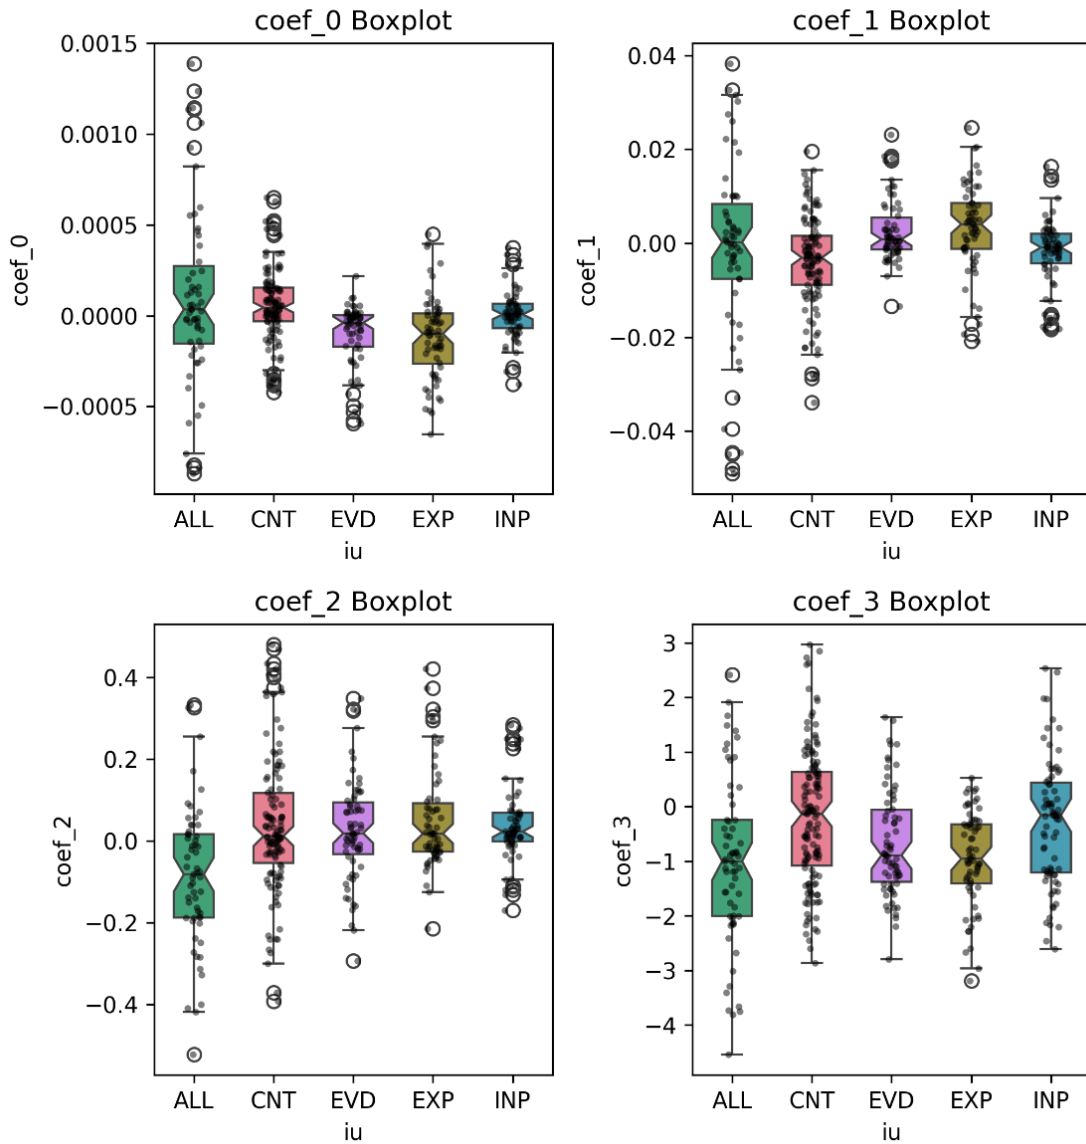 coef_0 Boxplot
0.0015
0.0010
0.0005
0.0000
−0.0005
coef_0
ALL CNT EVD EXP INP
iu
coef_1 Boxplot
0.04
0.02
0.00
−0.02
−0.04
coef_1
ALL CNT EVD EXP INP
iu
coef_2 Boxplot
0.4
0.2
0.0
−0.2
−0.4
coef_2
ALL CNT EVD EXP INP
iu
coef_3 Boxplot
3
2
1
0
−1
−2
−3
−4
coef_3
ALL CNT EVD EXP INP
iu